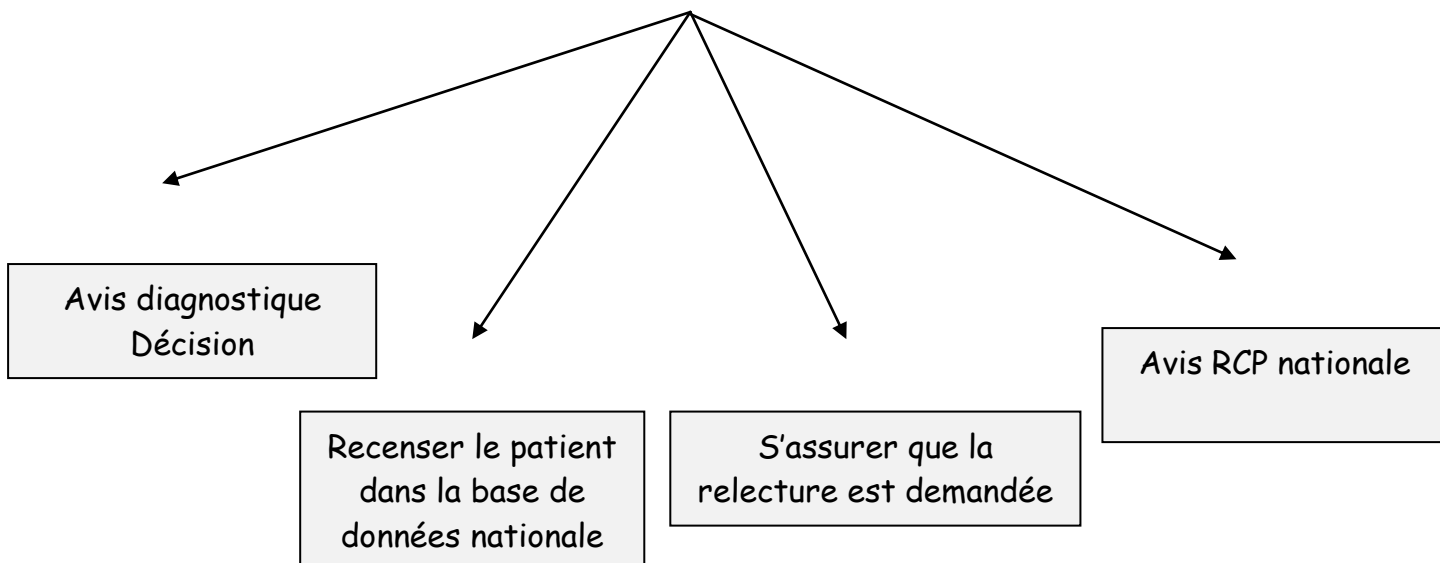 Avis diagnostique
Décision
Recenser le patient
dans la base de
données nationale
S'assurer que la
relecture est demandée
Avis RCP nationale